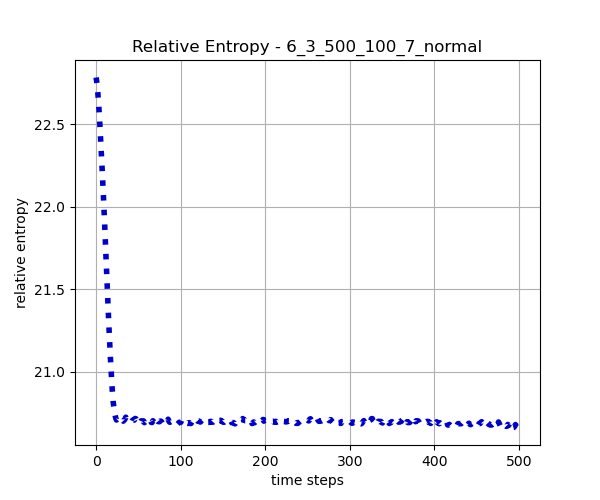 Relative Entropy - 6_3_500_100_7_normal
relative entropy
22.5
22.0
21.5
21.0
0 100 200 300 400 500
time steps